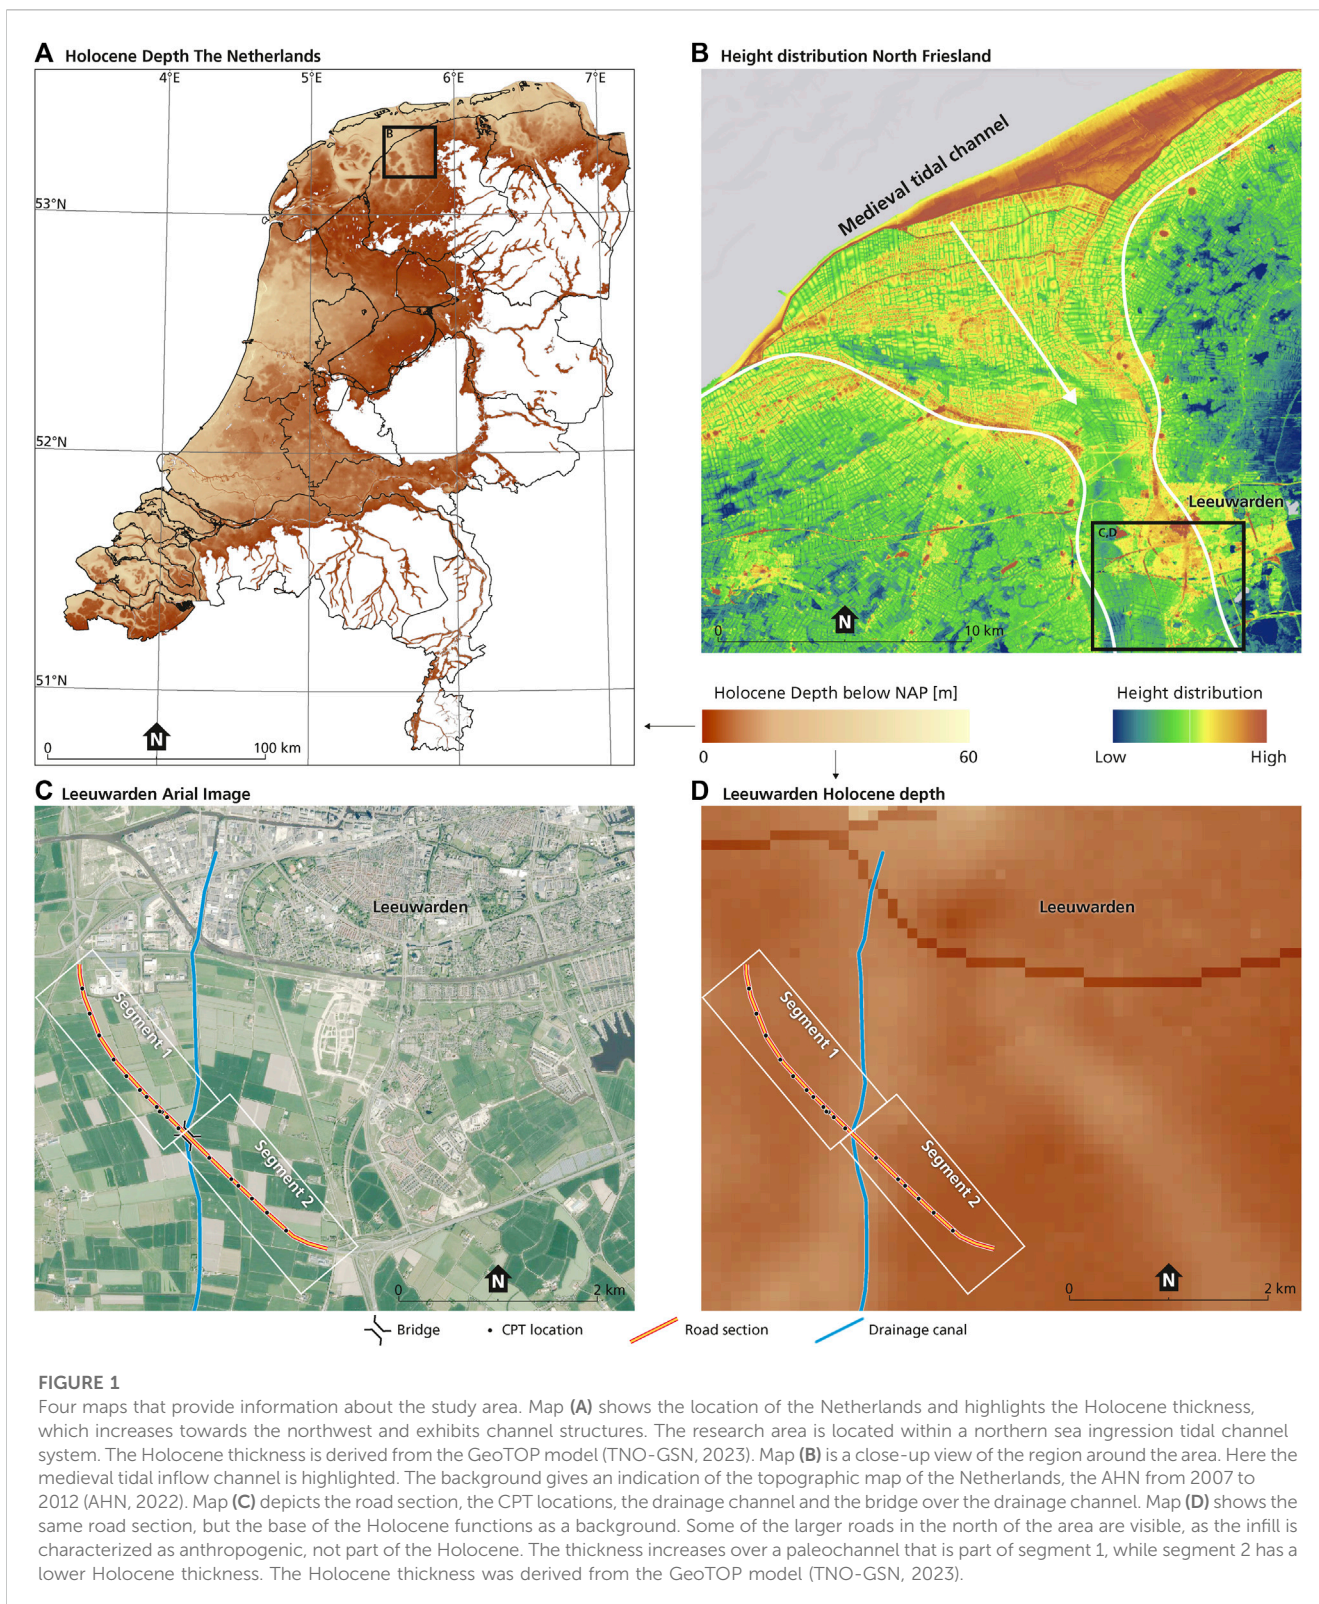 A Holocene Depth The Netherlands
4°E 5°E 6°E 7°E
B
53°N
52°N
51°N
N
0 100 km
B Height distribution North Friesland
Medieval tidal channel
Leeuwarden
C,D
N
0 10 km
Holocene Depth below NAP [m]
0 60
Height distribution
Low High
C Leeuwarden Arial Image
Leeuwarden
Segment 1
Segment 2
N
0 2 km
D Leeuwarden Holocene depth
Leeuwarden
Segment 1
Segment 2
N
0 2 km
Bridge CPT location Road section Drainage canal
FIGURE 1
Four maps that provide information about the study area. Map (A) shows the location of the Netherlands and highlights the Holocene thickness,
which increases towards the northwest and exhibits channel structures. The research area is located within a northern sea ingression tidal channel
system. The Holocene thickness is derived from the GeoTOP model (TNO-GSN, 2023). Map (B) is a close-up view of the region around the area. Here the
medieval tidal inflow channel is highlighted. The background gives an indication of the topographic map of the Netherlands, the AHN from 2007 to
2012 (AHN, 2022). Map (C) depicts the road section, the CPT locations, the drainage channel and the bridge over the drainage channel. Map (D) shows the
same road section, but the base of the Holocene functions as a background. Some of the larger roads in the north of the area are visible, as the infill is
characterized as anthropogenic, not part of the Holocene. The thickness increases over a paleochannel that is part of segment 1, while segment 2 has a
lower Holocene thickness. The Holocene thickness was derived from the GeoTOP model (TNO-GSN, 2023).